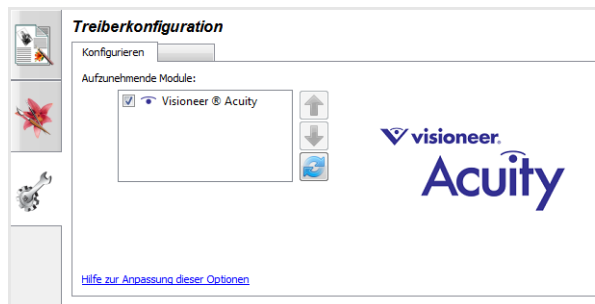 Treiberkonfiguration
Konfigurieren
Aufzunehmende Module:
Visioneer ® Acuity
visioneer.
Acuity
Hilfe zur Anpassung dieser Optionen